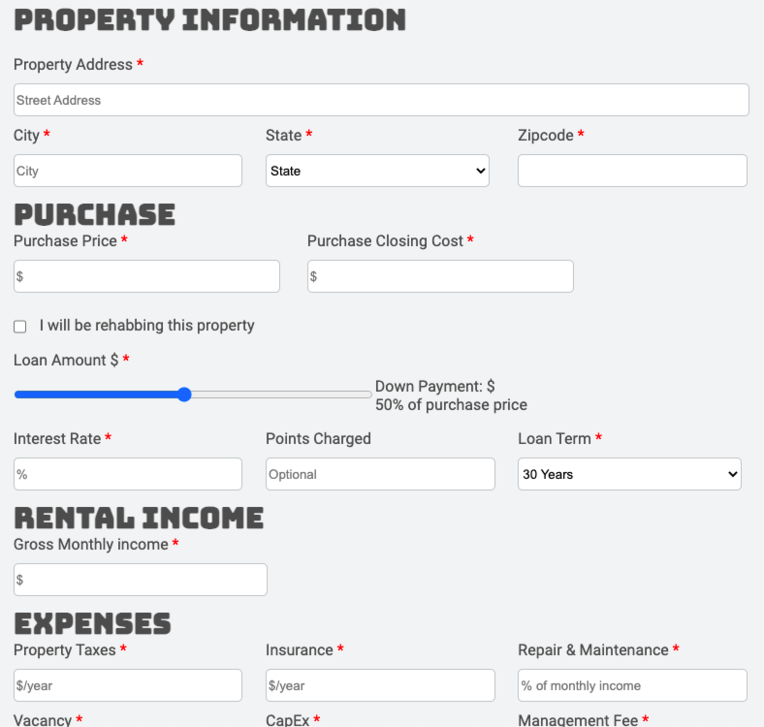 PROPERTY INFORMATION
Property Address *
Street Address
City * State * Zipcode *
City State
PURCHASE
Purchase Price * Purchase Closing Cost *
$ $
I will be rehabbing this property
Loan Amount $ *
Down Payment: $
50% of purchase price
Interest Rate * Points Charged Loan Term *
% Optional 30 Years
RENTAL INCOME
Gross Monthly income *
$
EXPENSES
Property Taxes * Insurance * Repair & Maintenance *
$/year $/year % of monthly income
Vacancy * CapEx * Management Fee *